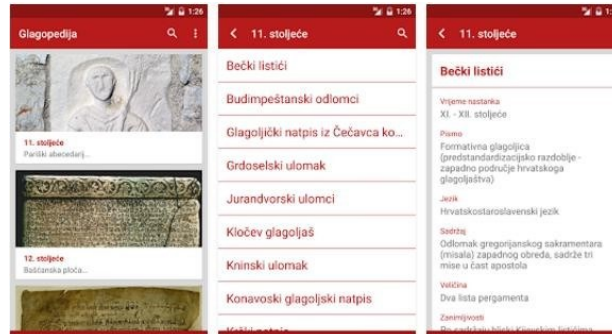 1:26
Glagopedija
11. stoljeće
Pariški abecedarij...
12. stoljeće
Bašćanska ploča...
1:26
11. stoljeće
Bečki listići
Budimpeštanski odlomci
Glagoljički natpis iz Čečavca ko...
Grdoselski ulomak
Jurandvorski ulomci
Kločev glagoljaš
Kninski ulomak
Konavoski glagoljski natpis
11. stoljeće
Bečki listići
Vrijeme nastanka
XI. - XII. stoljeće
Pismo
Formativna glagoljica
(predstandardizacijsko razdoblje -
zapadno područje hrvatskoga
glagoljaštva)
Jezik
Hrvatskostaroslavenski jezik
Sadržaj
Odlomak gregorijanskog sakramentara
(misala) zapadnog obreda, sadrže tri
mise u čast apostola
Veličina
Dva lista pergamenta
Zanimljivosti